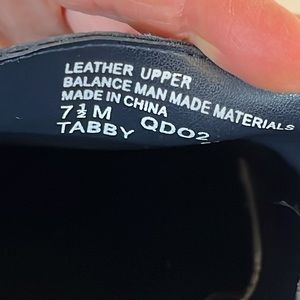 LEATHER UPPER
BALANCE MAN MADE MATERIALS
MADE IN CHINA
7½ M QDO2
TABBY